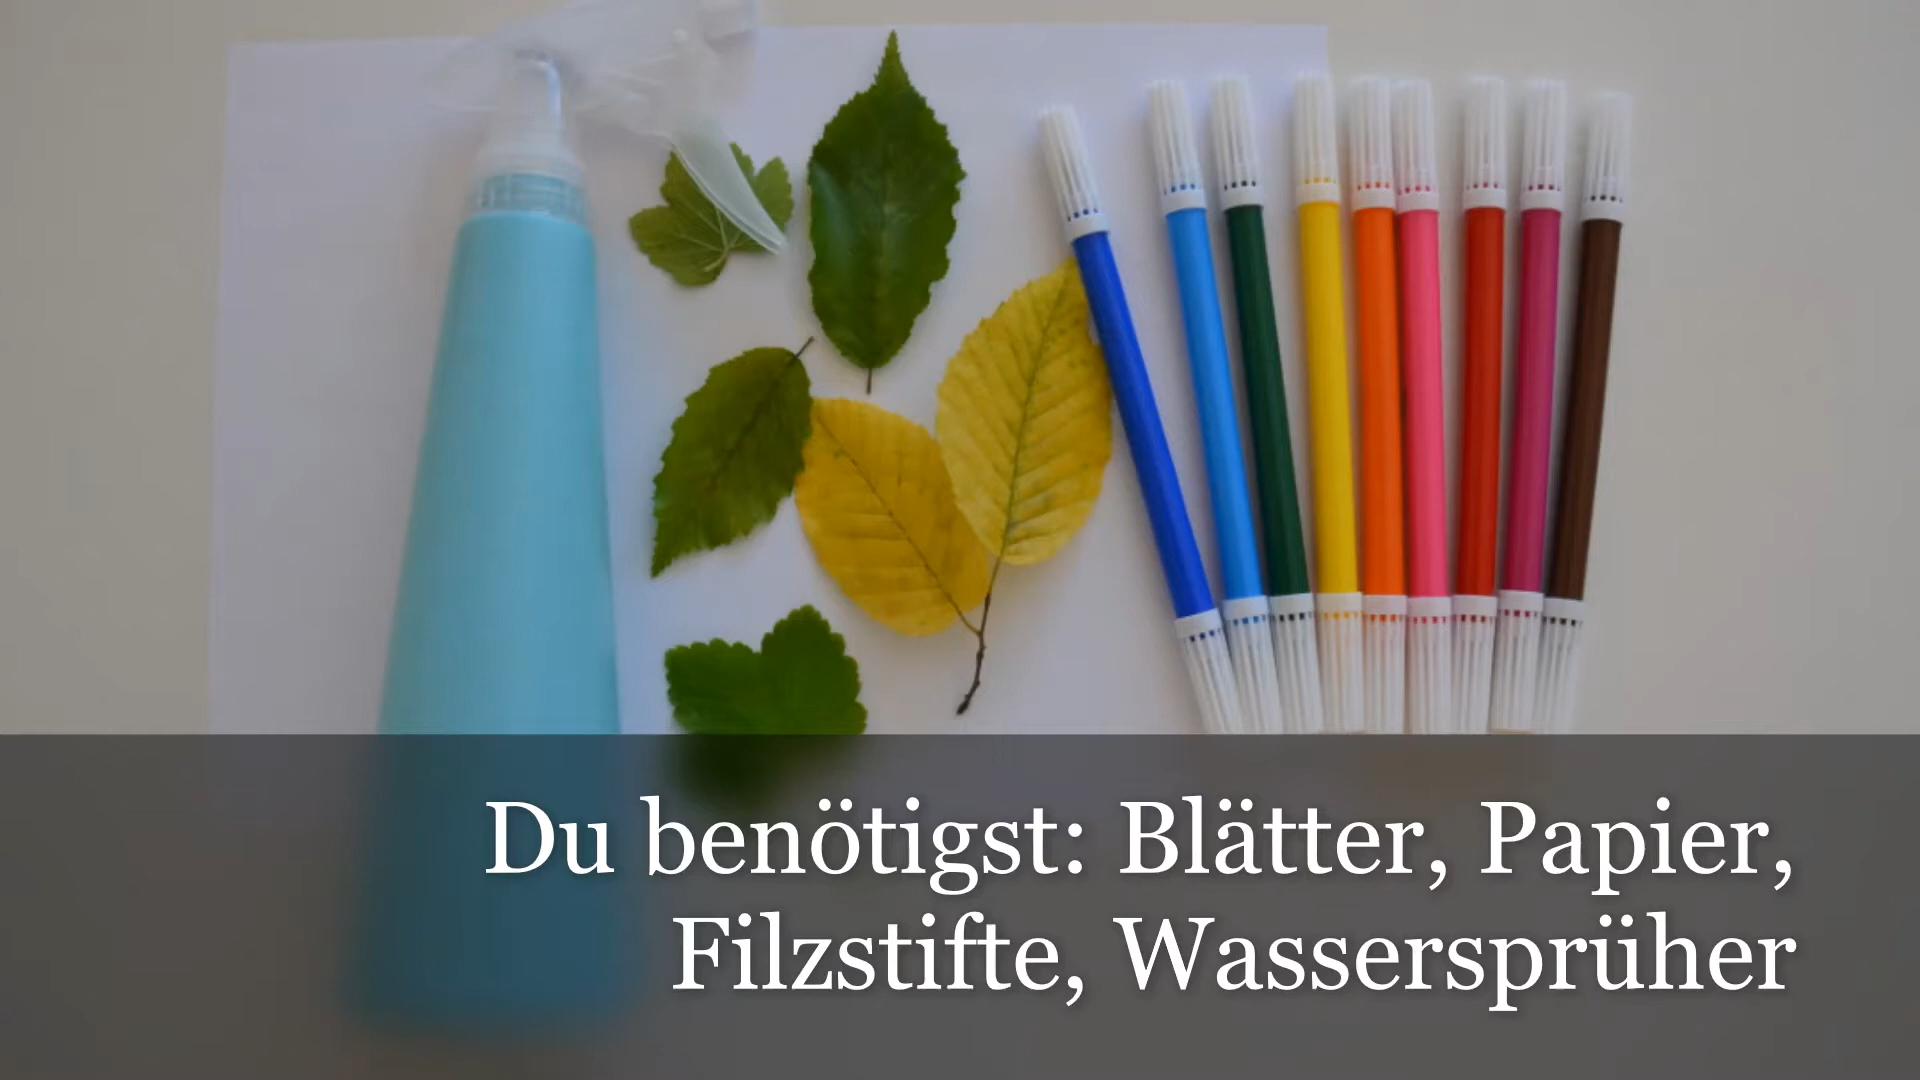 Du benötigst: Blätter, Papier,
Filzstifte, Wassersprüher